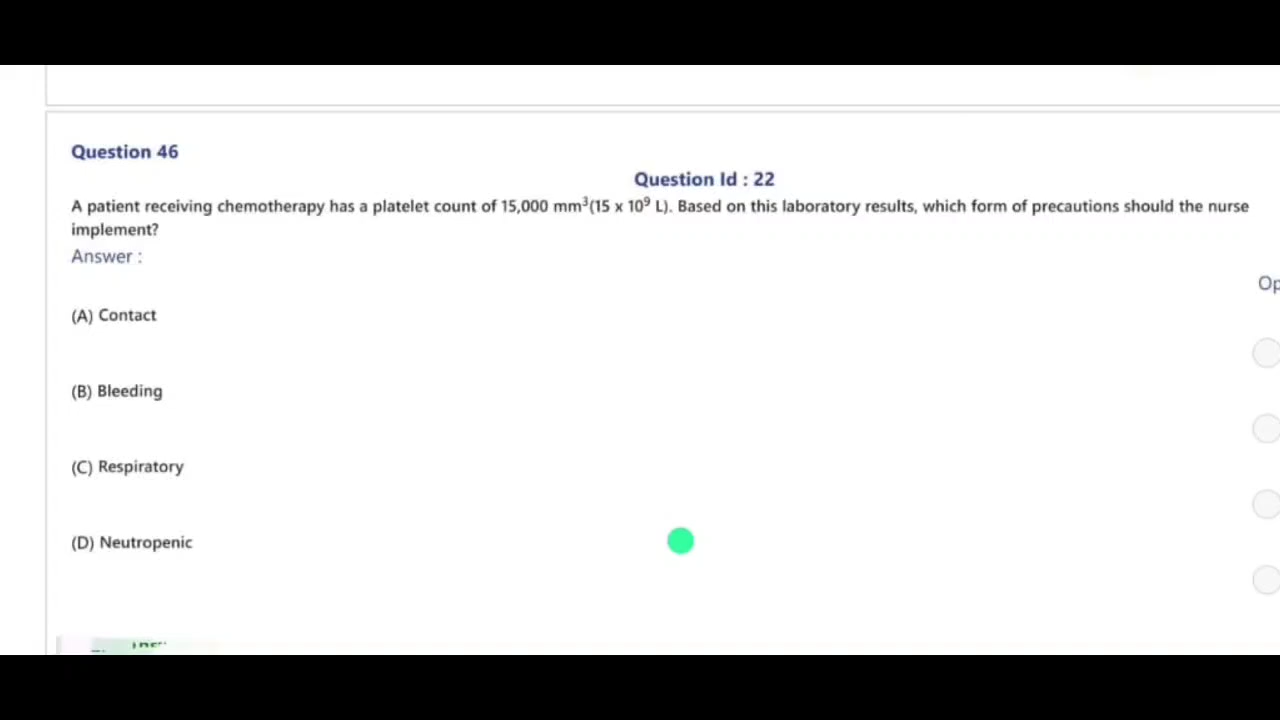 Question 46
Question Id : 22
A patient receiving chemotherapy has a platelet count of 15,000 mm³(15 x 10⁹ L). Based on this laboratory results, which form of precautions should the nurse
implement?
Answer :
Op
(A) Contact
(B) Bleeding
(C) Respiratory
(D) Neutropenic